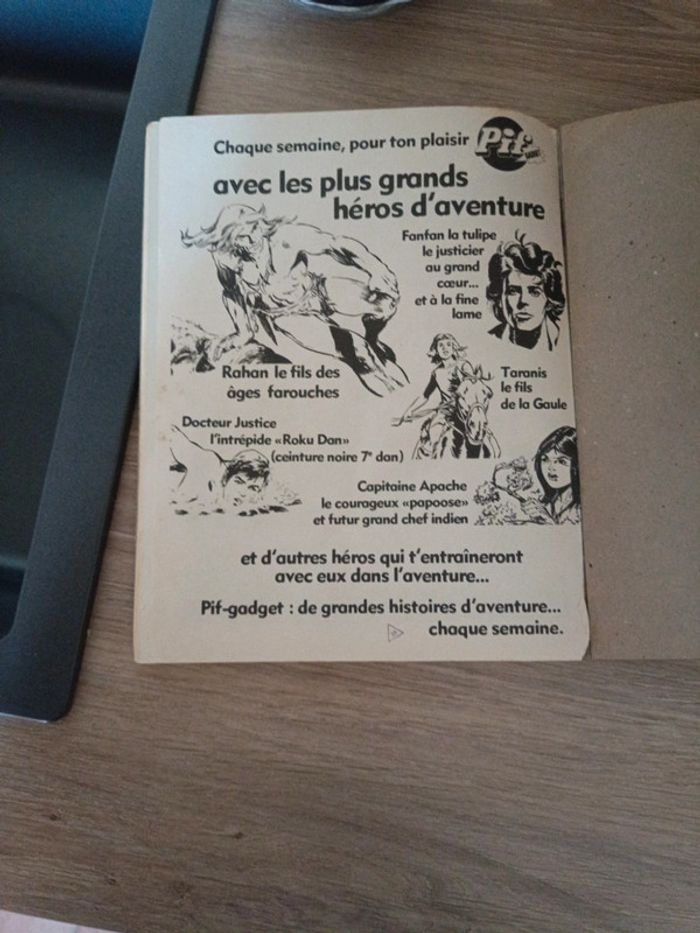 Chaque semaine, pour ton plaisir
Pif
avec les plus grands
héros d'aventure
Fanfan la tulipe
le justicier
au grand
cœur...
et à la fine
lame
Rahan le fils des
âges farouches
Taranis
le fils
de la Gaule
Docteur Justice
l'intrépide «Roku Dan»
(ceinture noire 7e dan)
Capitaine Apache
le courageux «papoose»
et futur grand chef indien
et d'autres héros qui t'entraîneront
avec eux dans l'aventure...
Pif-gadget : de grandes histoires d'aventure...
chaque semaine.